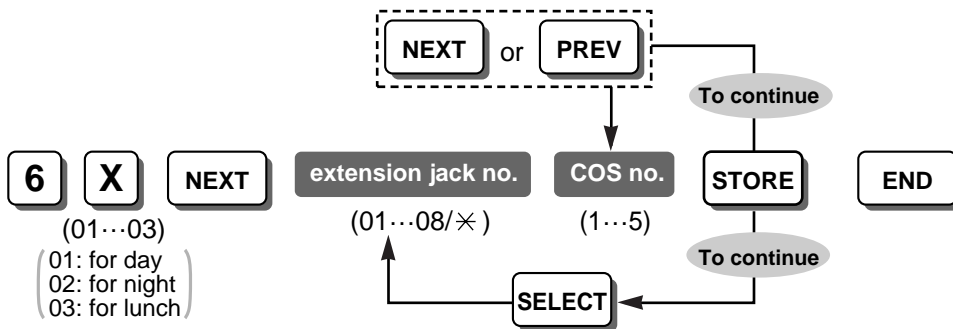 NEXT or PREV
To continue
6 X NEXT extension jack no. COS no. STORE END
(01⋯03) (01⋯08/✳) (1⋯5)
01: for day
02: for night
03: for lunch
To continue
SELECT